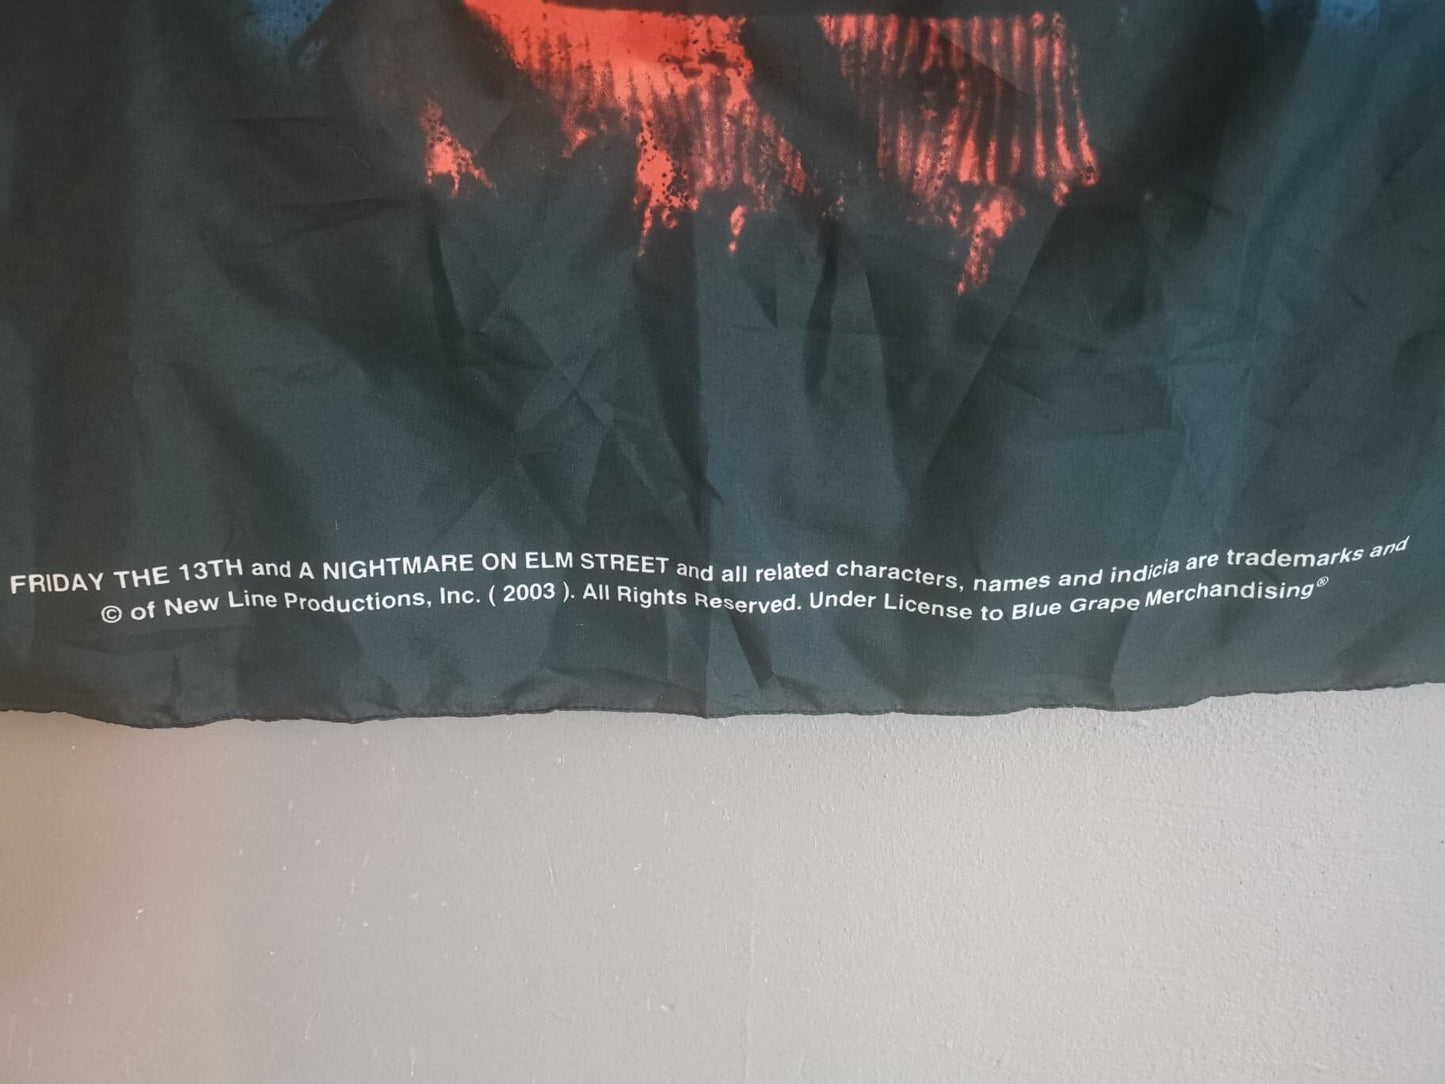 FRIDAY THE 13TH and A NIGHTMARE ON ELM STREET and all related characters, names and indicia are trademarks and
© of New Line Productions, Inc. ( 2003 ). All Rights Reserved. Under License to Blue Grape Merchandising®